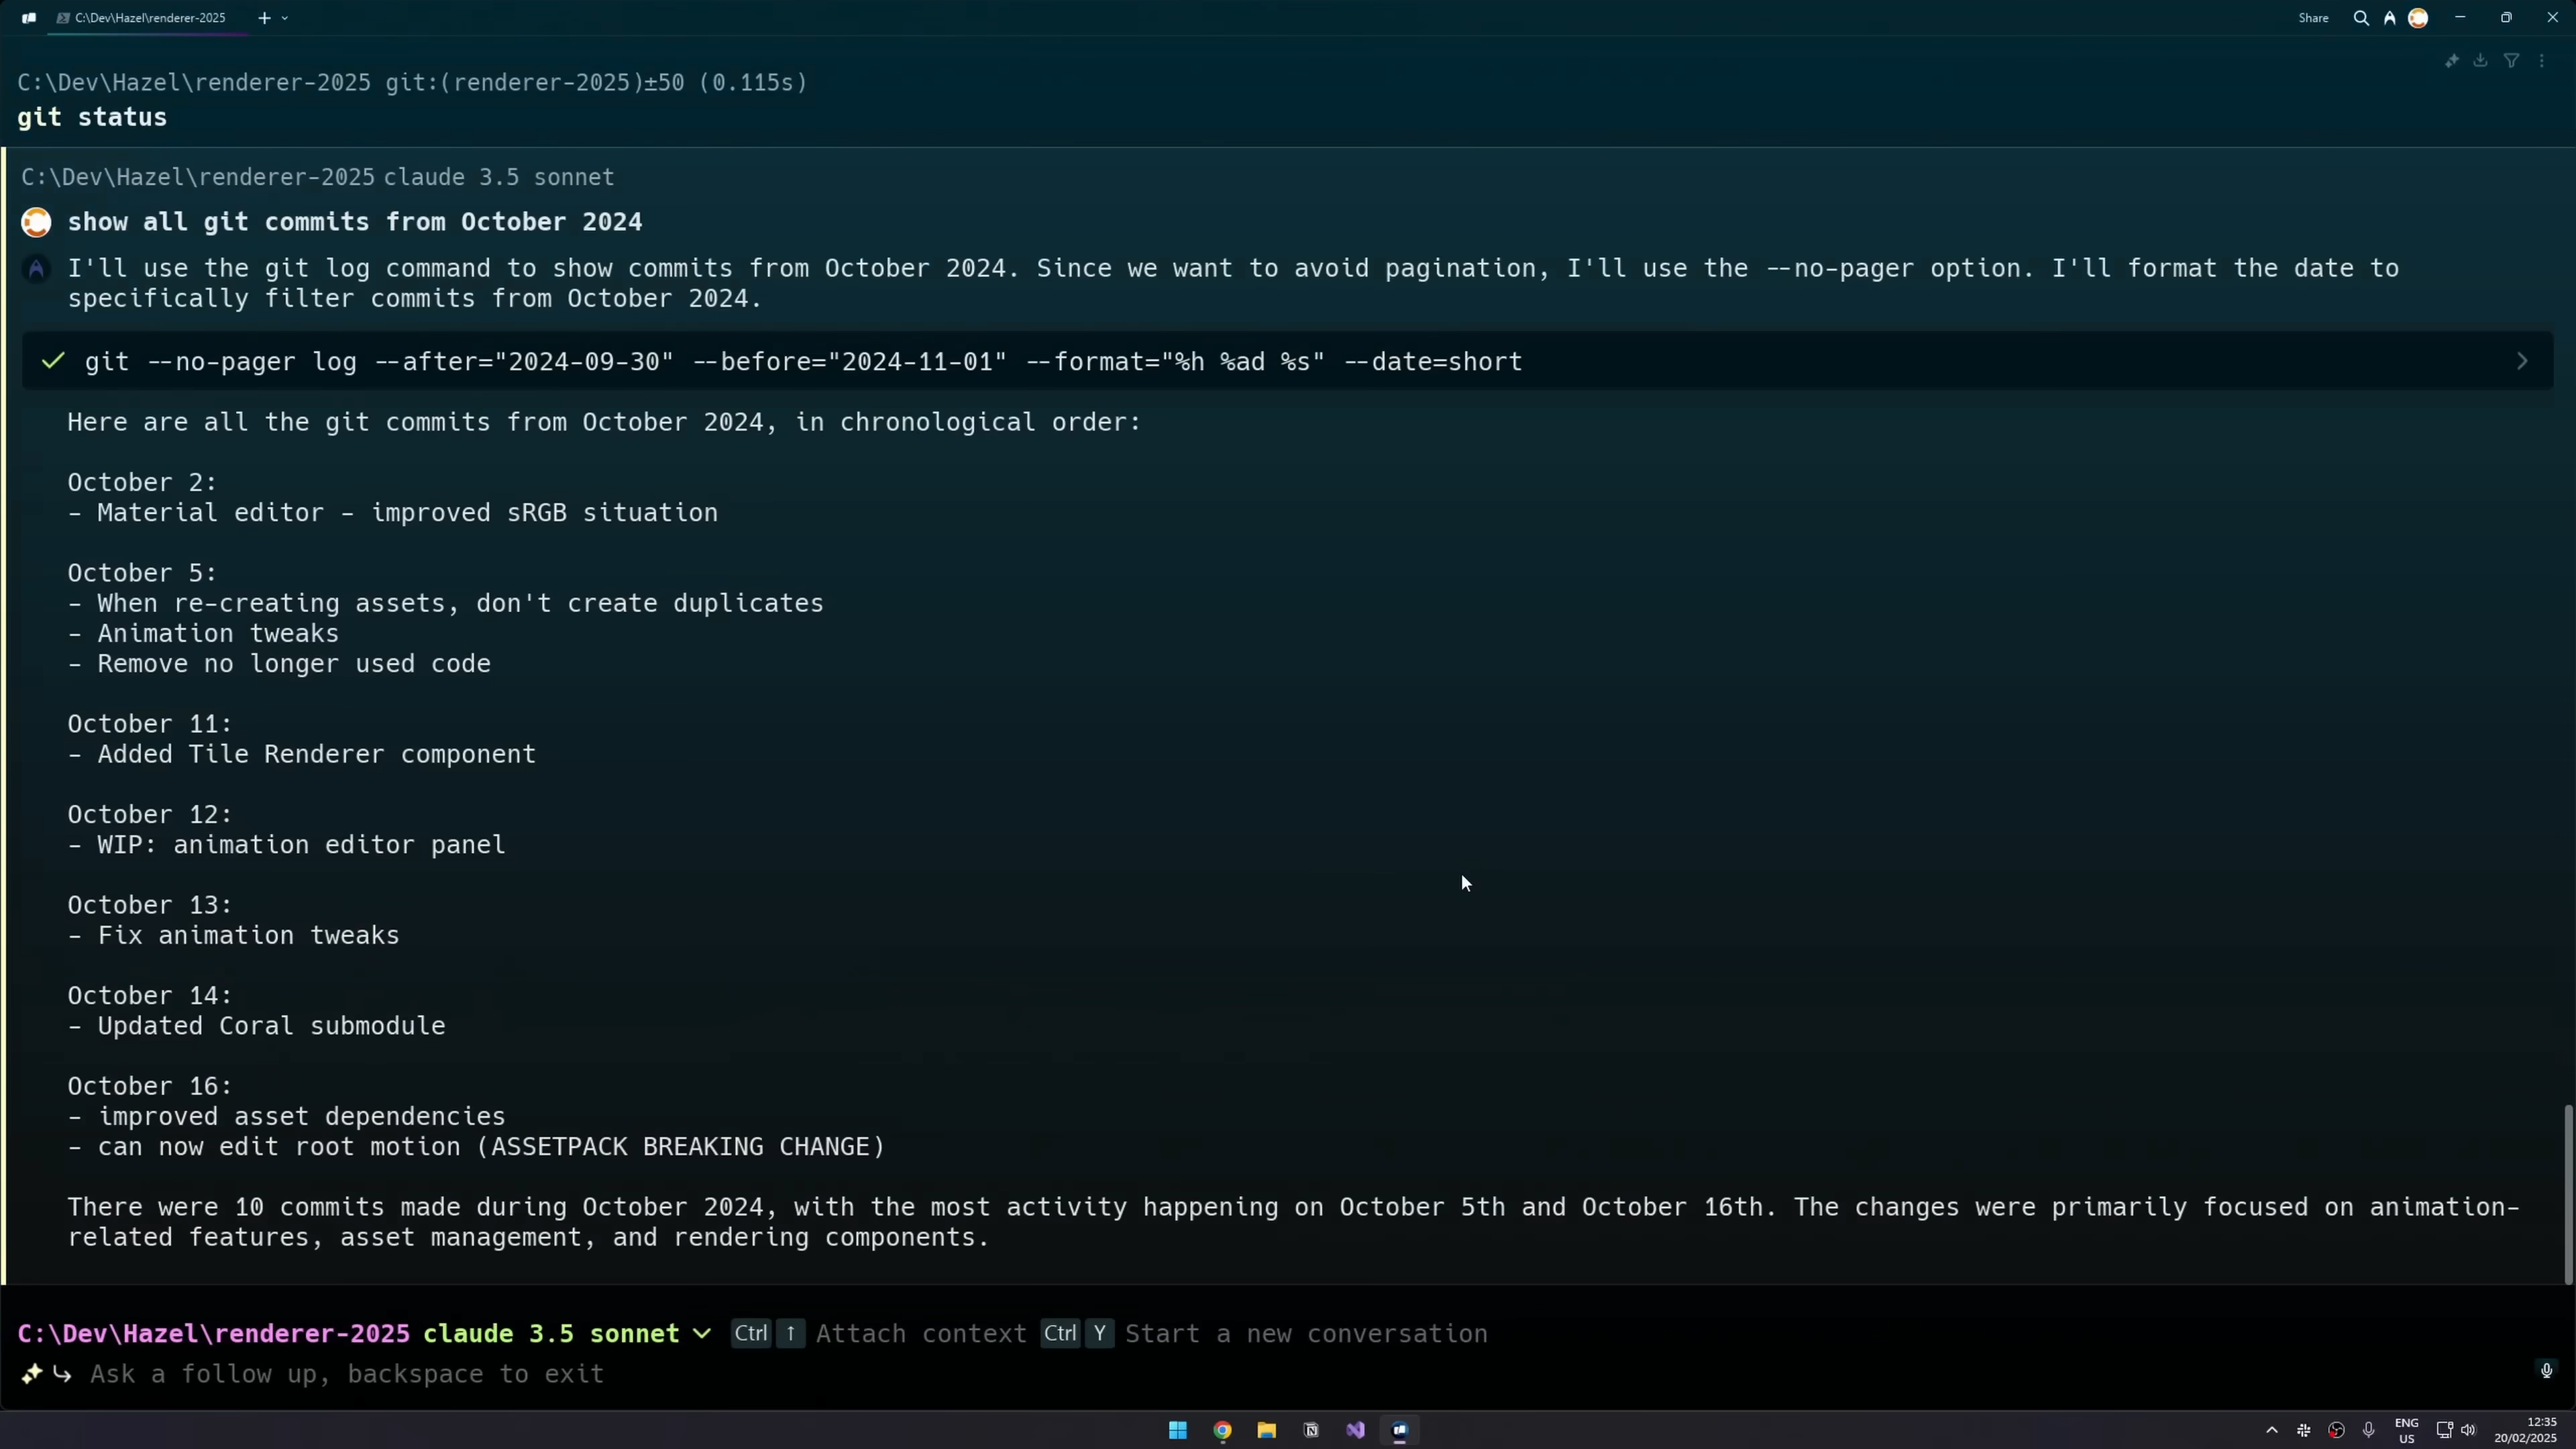 C:\Dev\Hazel\renderer-2025
Share
C:\Dev\Hazel\renderer-2025 git:(renderer-2025)±50 (0.115s)
git status
C:\Dev\Hazel\renderer-2025 claude 3.5 sonnet
show all git commits from October 2024
I'll use the git log command to show commits from October 2024. Since we want to avoid pagination, I'll use the --no-pager option. I'll format the date to
specifically filter commits from October 2024.
git --no-pager log --after="2024-09-30" --before="2024-11-01" --format="%h %ad %s" --date=short
Here are all the git commits from October 2024, in chronological order:
October 2:
- Material editor - improved sRGB situation
October 5:
- When re-creating assets, don't create duplicates
- Animation tweaks
- Remove no longer used code
October 11:
- Added Tile Renderer component
October 12:
- WIP: animation editor panel
October 13:
- Fix animation tweaks
October 14:
- Updated Coral submodule
October 16:
- improved asset dependencies
- can now edit root motion (ASSETPACK BREAKING CHANGE)
There were 10 commits made during October 2024, with the most activity happening on October 5th and October 16th. The changes were primarily focused on animation-
related features, asset management, and rendering components.
C:\Dev\Hazel\renderer-2025 claude 3.5 sonnet Ctrl ↑ Attach context Ctrl Y Start a new conversation
Ask a follow up, backspace to exit
ENG
US
12:35
20/02/2025